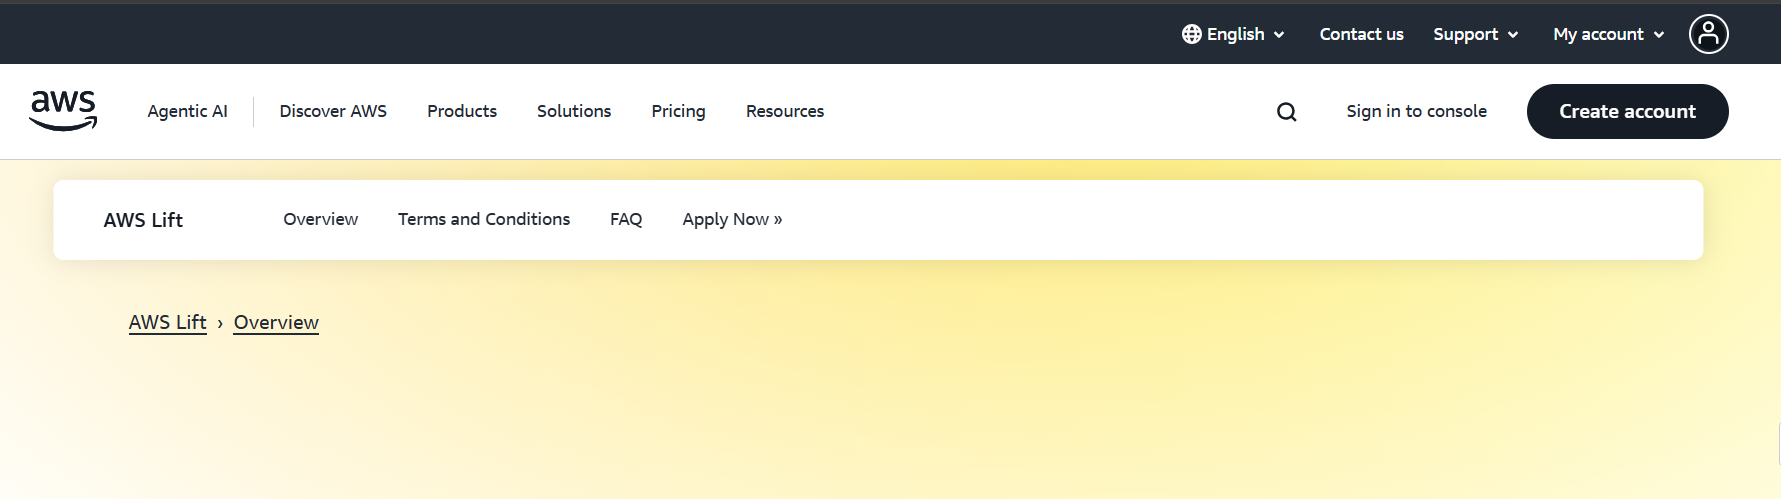 English Contact us Support My account
aws Agentic AI Discover AWS Products Solutions Pricing Resources Sign in to console Create account
AWS Lift Overview Terms and Conditions FAQ Apply Now »
AWS Lift › Overview